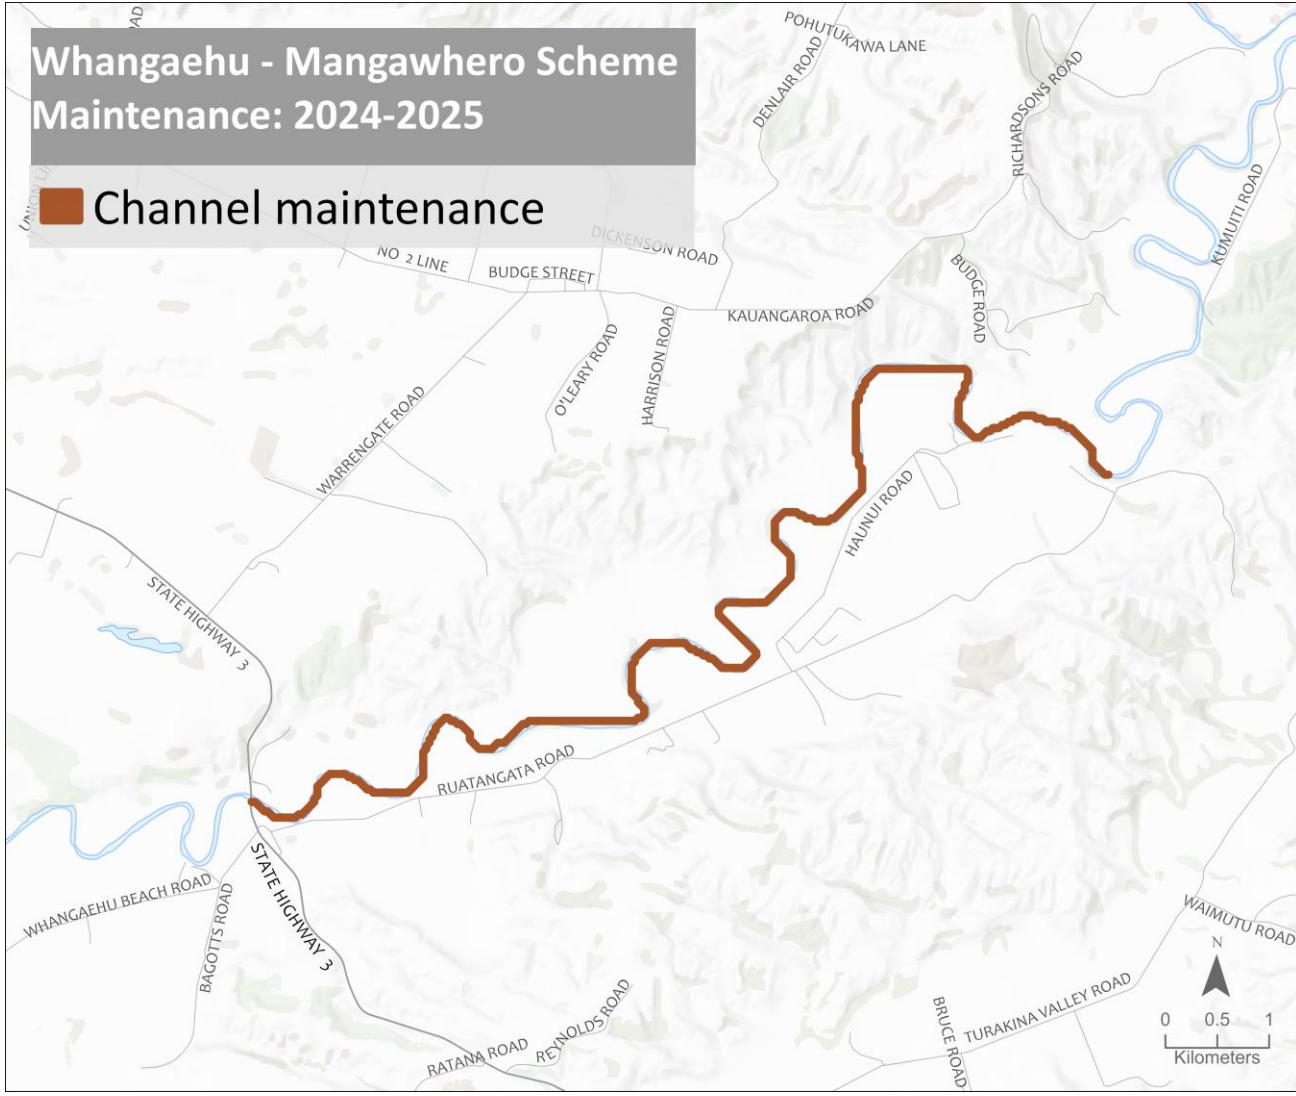 Whangaehu - Mangawhero Scheme
Maintenance: 2024-2025
Channel maintenance
ROAD
POHUTUKAWA LANE
DENLAIR ROAD
RICHARDSONS ROAD
KUMUITI ROAD
DICKENSON ROAD
NO 2 LINE
BUDGE STREET
BUDGE ROAD
KAUANGAROA ROAD
O'LEARY ROAD
HARRISON ROAD
WARRENGATE ROAD
HAUNUI ROAD
STATE HIGHWAY 3
RUATANGATA ROAD
STATE HIGHWAY 3
WHANGAEHU BEACH ROAD
BAGOTTS ROAD
WAIMUTU ROAD
N
REYNOLDS ROAD
BRUCE ROAD
TURAKINA VALLEY ROAD
RATANA ROAD
0 0.5 1
Kilometers